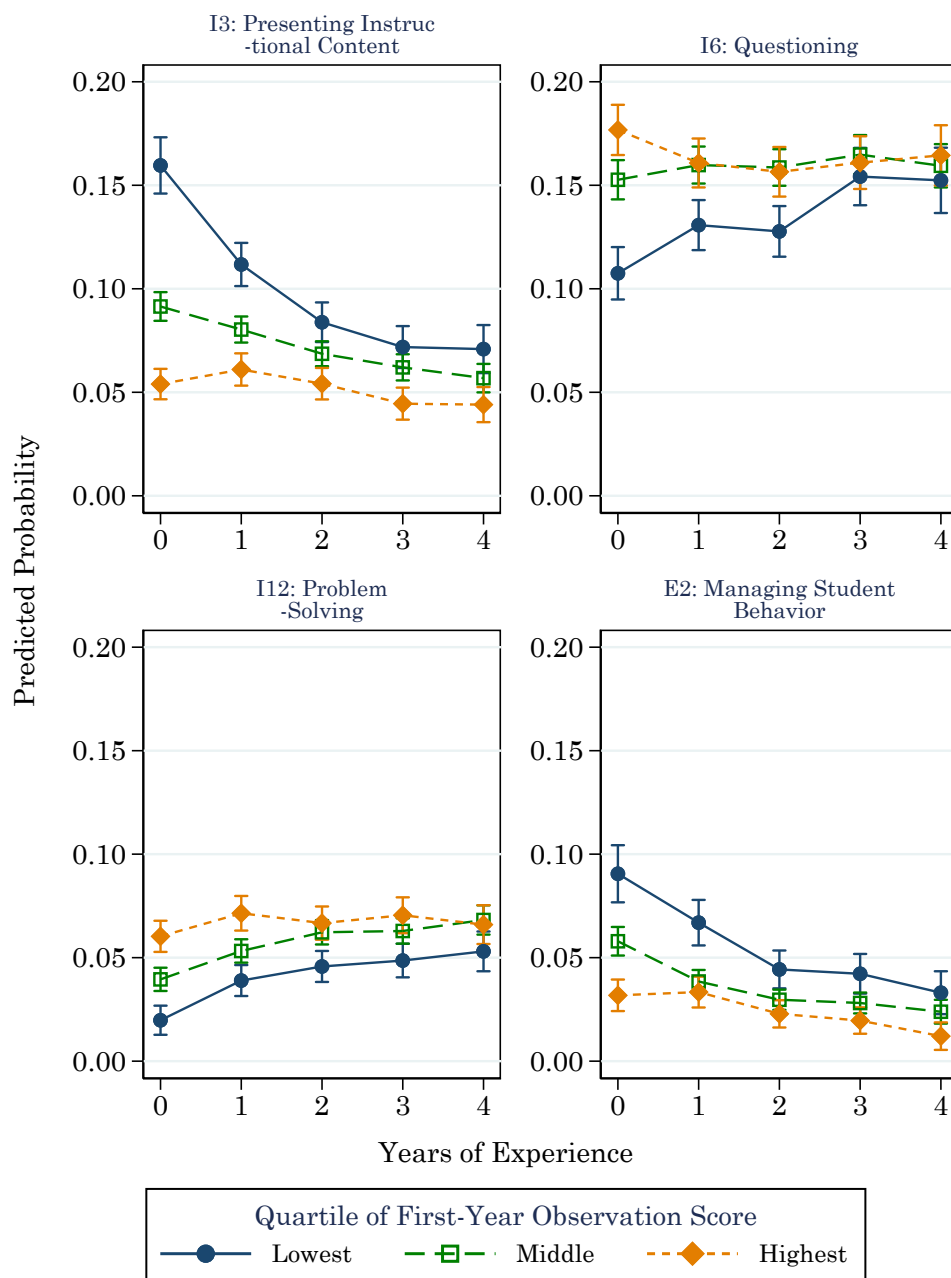 I3: Presenting Instruc
-tional Content
I6: Questioning
0.20
0.15
0.10
0.05
0.00
0 1 2 3 4
0.20
0.15
0.10
0.05
0.00
0 1 2 3 4
I12: Problem
-Solving
E2: Managing Student
Behavior
0.20
0.15
0.10
0.05
0.00
0 1 2 3 4
0.20
0.15
0.10
0.05
0.00
0 1 2 3 4
Predicted Probability
Years of Experience
Quartile of First-Year Observation Score
Lowest Middle Highest